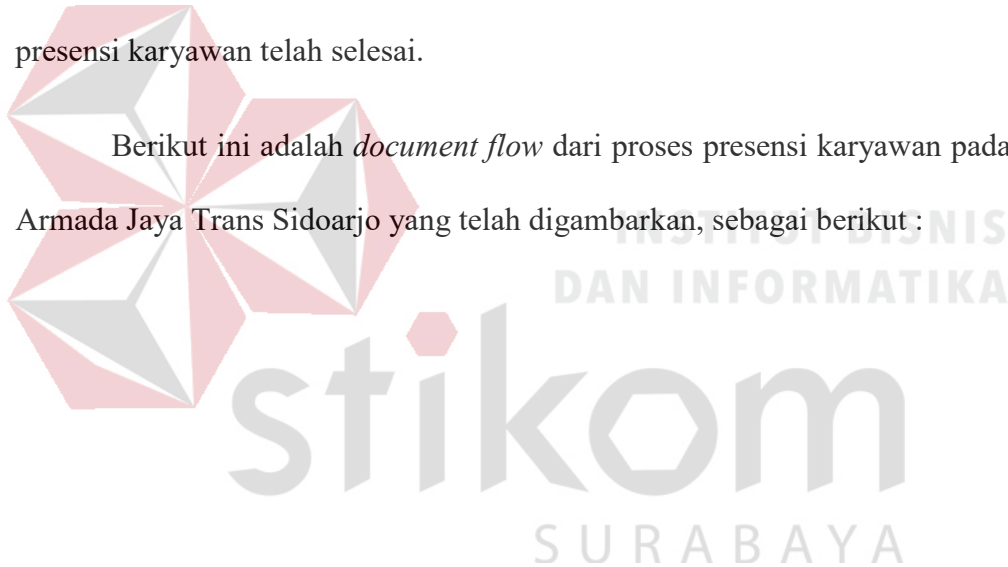 presensi karyawan telah selesai.
Berikut ini adalah document flow dari proses presensi karyawan pada
Armada Jaya Trans Sidoarjo yang telah digambarkan, sebagai berikut :
INSTITUT BISNIS
DAN INFORMATIKA
stikom
SURABAYA